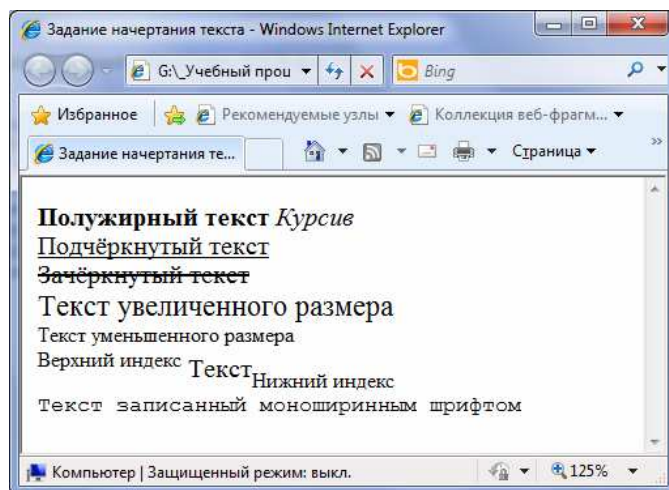 Задание начертания текста - Windows Internet Explorer
G:\_Учебный проц
Bing
Избранное Рекомендуемые узлы Коллекция веб-фрагм...
Задание начертания те... Страница »
Полужирный текст Курсив
Подчёркнутый текст
Зачёркнутый текст
Текст увеличенного размера
Текст уменьшенного размера
Верхний индекс Текст Нижний индекс
Текст записанный моноширинным шрифтом
Компьютер | Защищенный режим: выкл. 125%